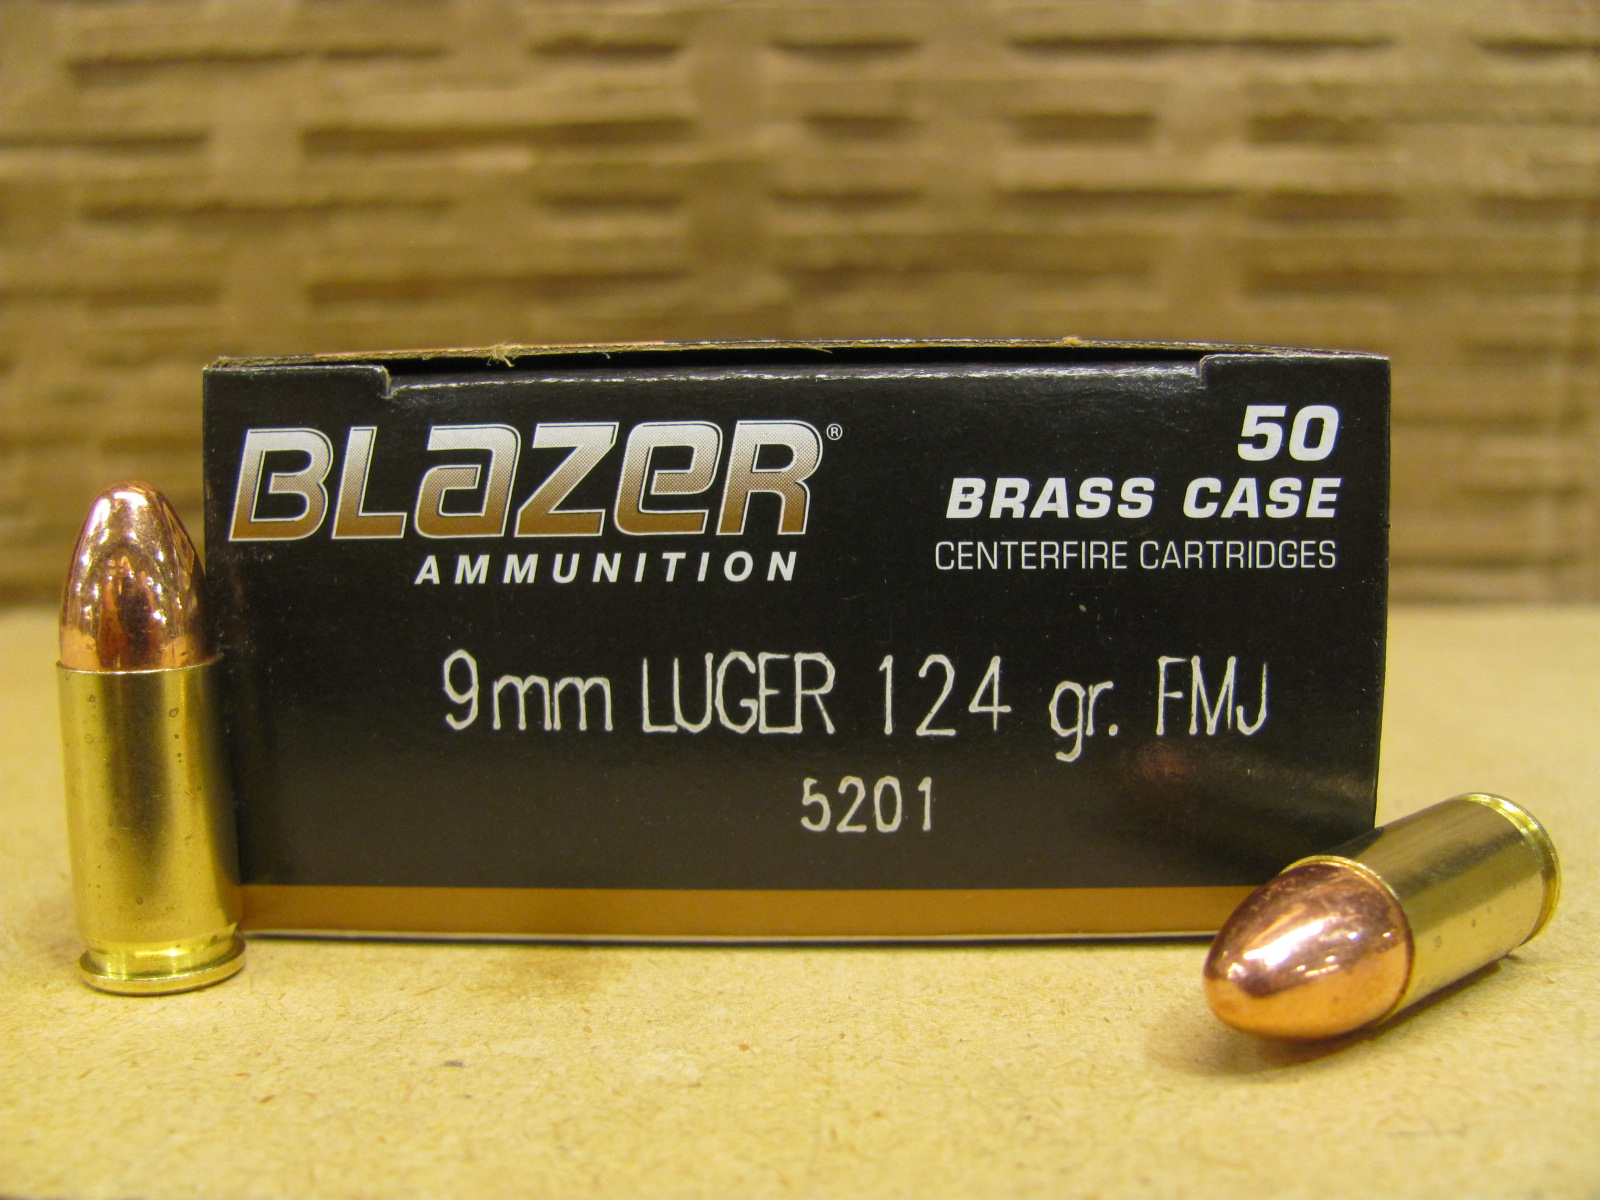 BLazeR®
AMMUNITION
50
BRASS CASE
CENTERFIRE CARTRIDGES
9mm LUGER 124 gr. FMJ
5201